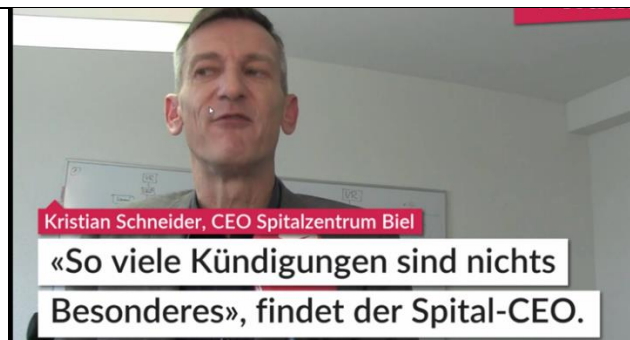 Kristian Schneider, CEO Spitalzentrum Biel
«So viele Kündigungen sind nichts
Besonderes», findet der Spital-CEO.